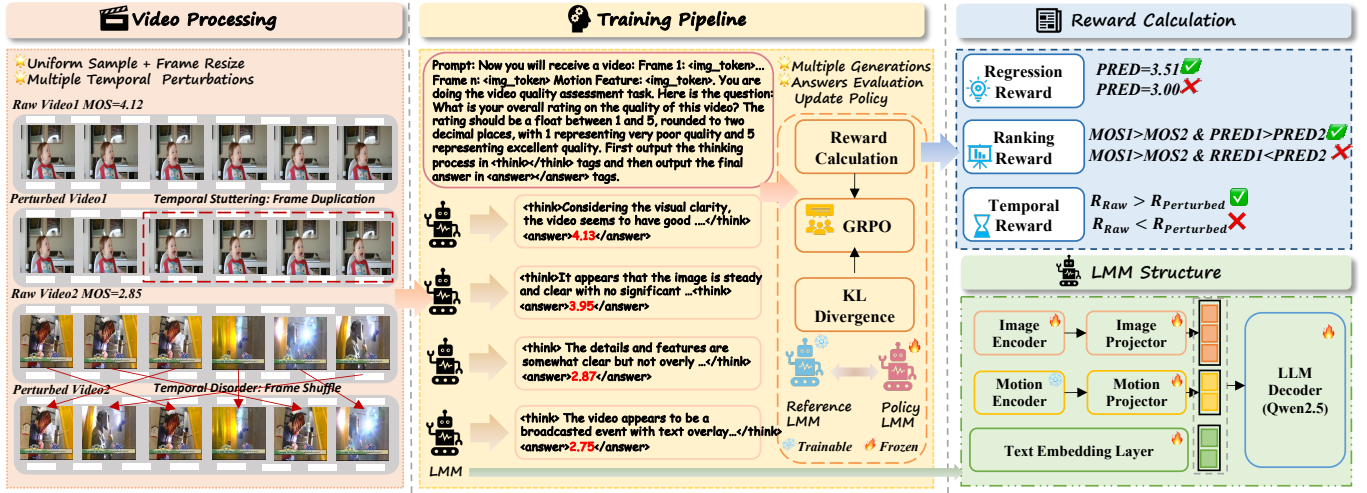 Video Processing
Uniform Sample + Frame Resize
Multiple Temporal Perturbations
Raw Video1 MOS=4.12
Perturbed Video1
Temporal Stuttering: Frame Duplication
Raw Video2 MOS=2.85
Perturbed Video2
Temporal Disorder: Frame Shuffle
Training Pipeline
Prompt: Now you will receive a video: Frame 1: <img_token>...
Frame n: <img_token> Motion Feature: <img_token>. You are
doing the video quality assessment task. Here is the question:
What is your overall rating on the quality of this video? The
rating should be a float between 1 and 5, rounded to two
decimal places, with 1 representing very poor quality and 5
representing excellent quality. First output the thinking
process in <think></think> tags and then output the final
answer in <answer></answer> tags.
<think>Considering the visual clarity,
the video seems to have good ....</think>
<answer>4.13</answer>
<think>It appears that the image is steady
and clear with no significant ...<think>
<answer>3.95</answer>
<think> The details and features are
somewhat clear but not overly ...</think>
<answer>2.87</answer>
<think> The video appears to be a
broadcasted event with text overlay...</think>
<answer>2.75</answer>
LMM
Multiple Generations
Answers Evaluation
Update Policy
Reward
Calculation
GRPO
KL
Divergence
Reference
LMM
Policy
LMM
Trainable
Frozen
Reward Calculation
Regression
Reward
PRED=3.51
PRED=3.00
Ranking
Reward
MOS1>MOS2 & PRED1>PRED2
MOS1>MOS2 & RRED1<PRED2
Temporal
Reward
R_Raw > R_Perturbed
R_Raw < R_Perturbed
LMM Structure
Image
Encoder
Image
Projector
Motion
Encoder
Motion
Projector
Text Embedding Layer
LLM
Decoder
(Qwen2.5)